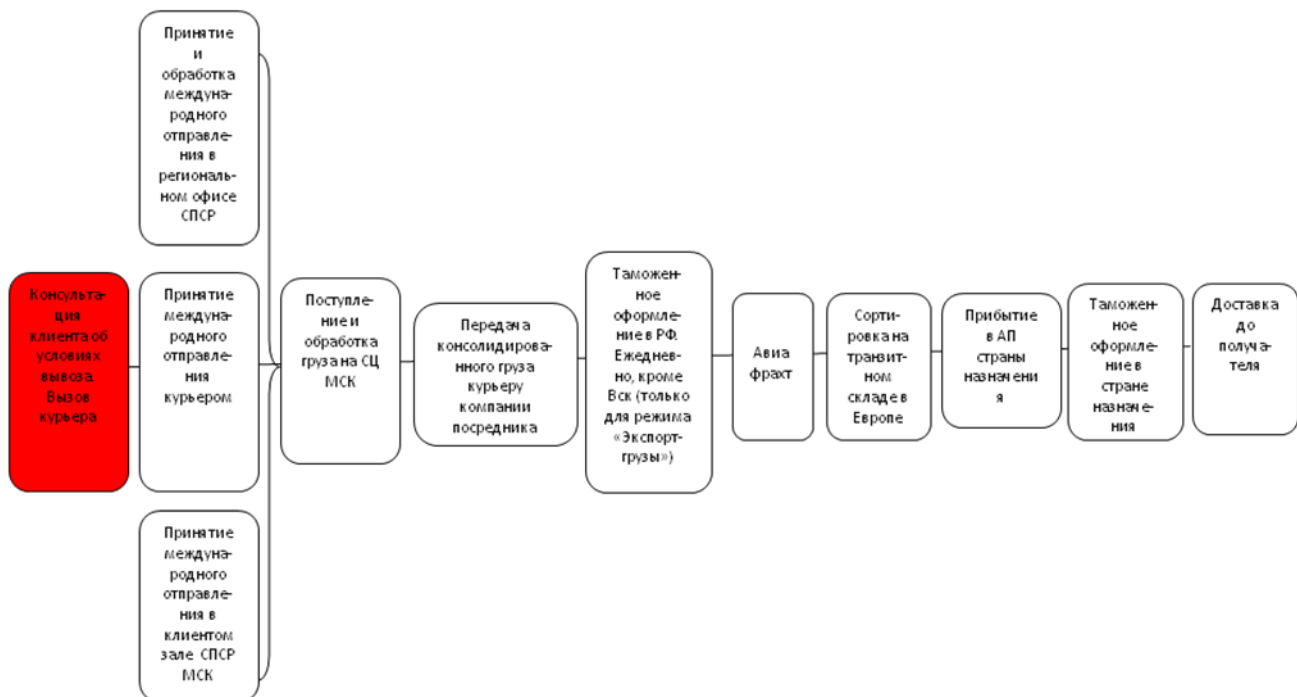 Принятие
и
обработка
междуна-
родного
отправле-
ния в
региональ-
ном офисе
СПСР
Консульта-
ция
клиента об
условиях
вывоза.
Вызов
курьера
Принятие
междуна-
родного
отправле-
ния
курьером
Принятие
междуна-
родного
отправле-
ния в
клиентом
зале СПСР
МСК
Поступле-
ние и
обработка
груза на СЦ
МСК
Передача
консолидирова-
нного груза
курьеру
компании
посредника
Таможен-
ное
оформле-
ние в РФ.
Ежеднев-
но, кроме
Вск (только
для режима
«Экспорт-
грузы»)
Авиа
фрахт
Сорти-
ровка на
транзит-
ном
складе в
Европе
Прибытие
в АП
страны
назначени
я
Таможен-
ное
оформле-
ние в
стране
назначе-
ния
Доставка
до
получа-
теля